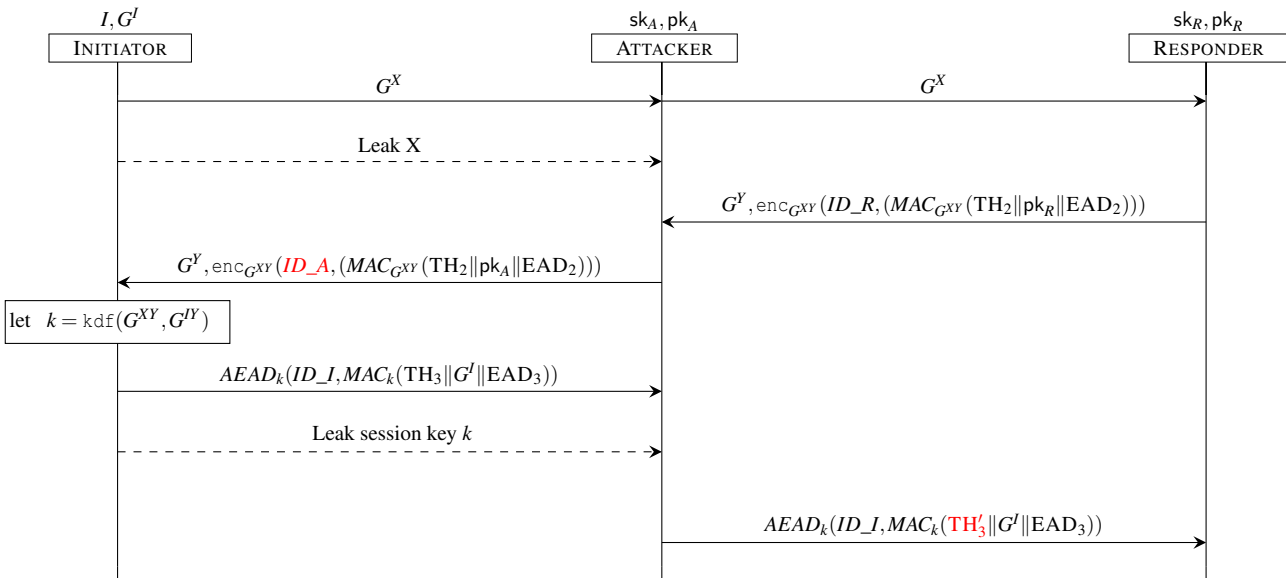 I, G^I sk_A, pk_A sk_R, pk_R
INITIATOR ATTACKER RESPONDER
G^X G^X
Leak X
G^Y, enc_{G^{XY}}(ID_R, (MAC_{G^{XY}}(TH_2||pk_R||EAD_2)))
G^Y, enc_{G^{XY}}(ID_A, (MAC_{G^{XY}}(TH_2||pk_A||EAD_2)))
let k = kdf(G^{XY}, G^{IY})
AEAD_k(ID_I, MAC_k(TH_3||G^I||EAD_3))
Leak session key k
AEAD_k(ID_I, MAC_k(TH'_3||G^I||EAD_3))